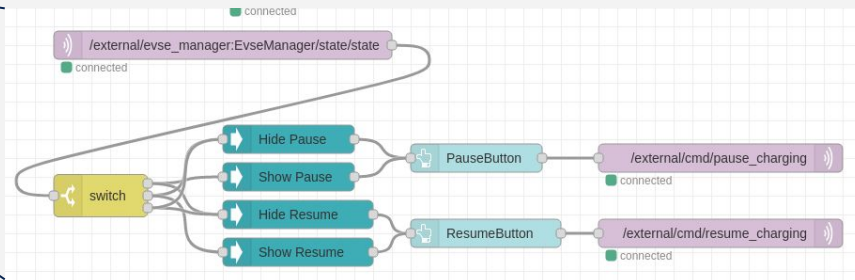 connected
/external/evse_manager:EvseManager/state/state
connected
Hide Pause
PauseButton
/external/cmd/pause_charging
connected
Show Pause
switch
Hide Resume
ResumeButton
/external/cmd/resume_charging
connected
Show Resume